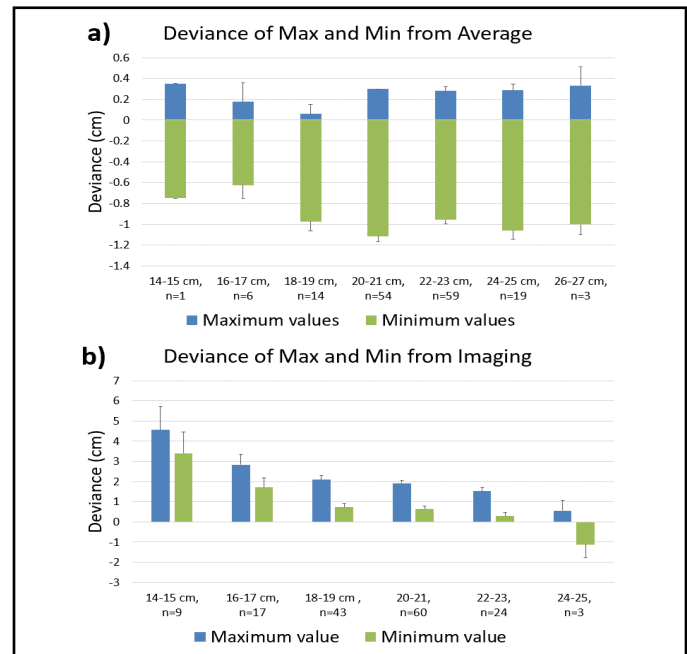 a) Deviance of Max and Min from Average
Deviance (cm)
0.6
0.4
0.2
0
-0.2
-0.4
-0.6
-0.8
-1
-1.2
-1.4
14-15 cm, 16-17 cm, 18-19 cm, 20-21 cm, 22-23 cm, 24-25 cm, 26-27 cm,
n=1 n=6 n=14 n=54 n=59 n=19 n=3
Maximum values Minimum values
b) Deviance of Max and Min from Imaging
Deviance (cm)
7
6
5
4
3
2
1
0
-1
-2
-3
14-15 cm, 16-17 cm, 18-19 cm , 20-21, 22-23, 24-25,
n=9 n=17 n=43 n=60 n=24 n=3
Maximum value Minimum value